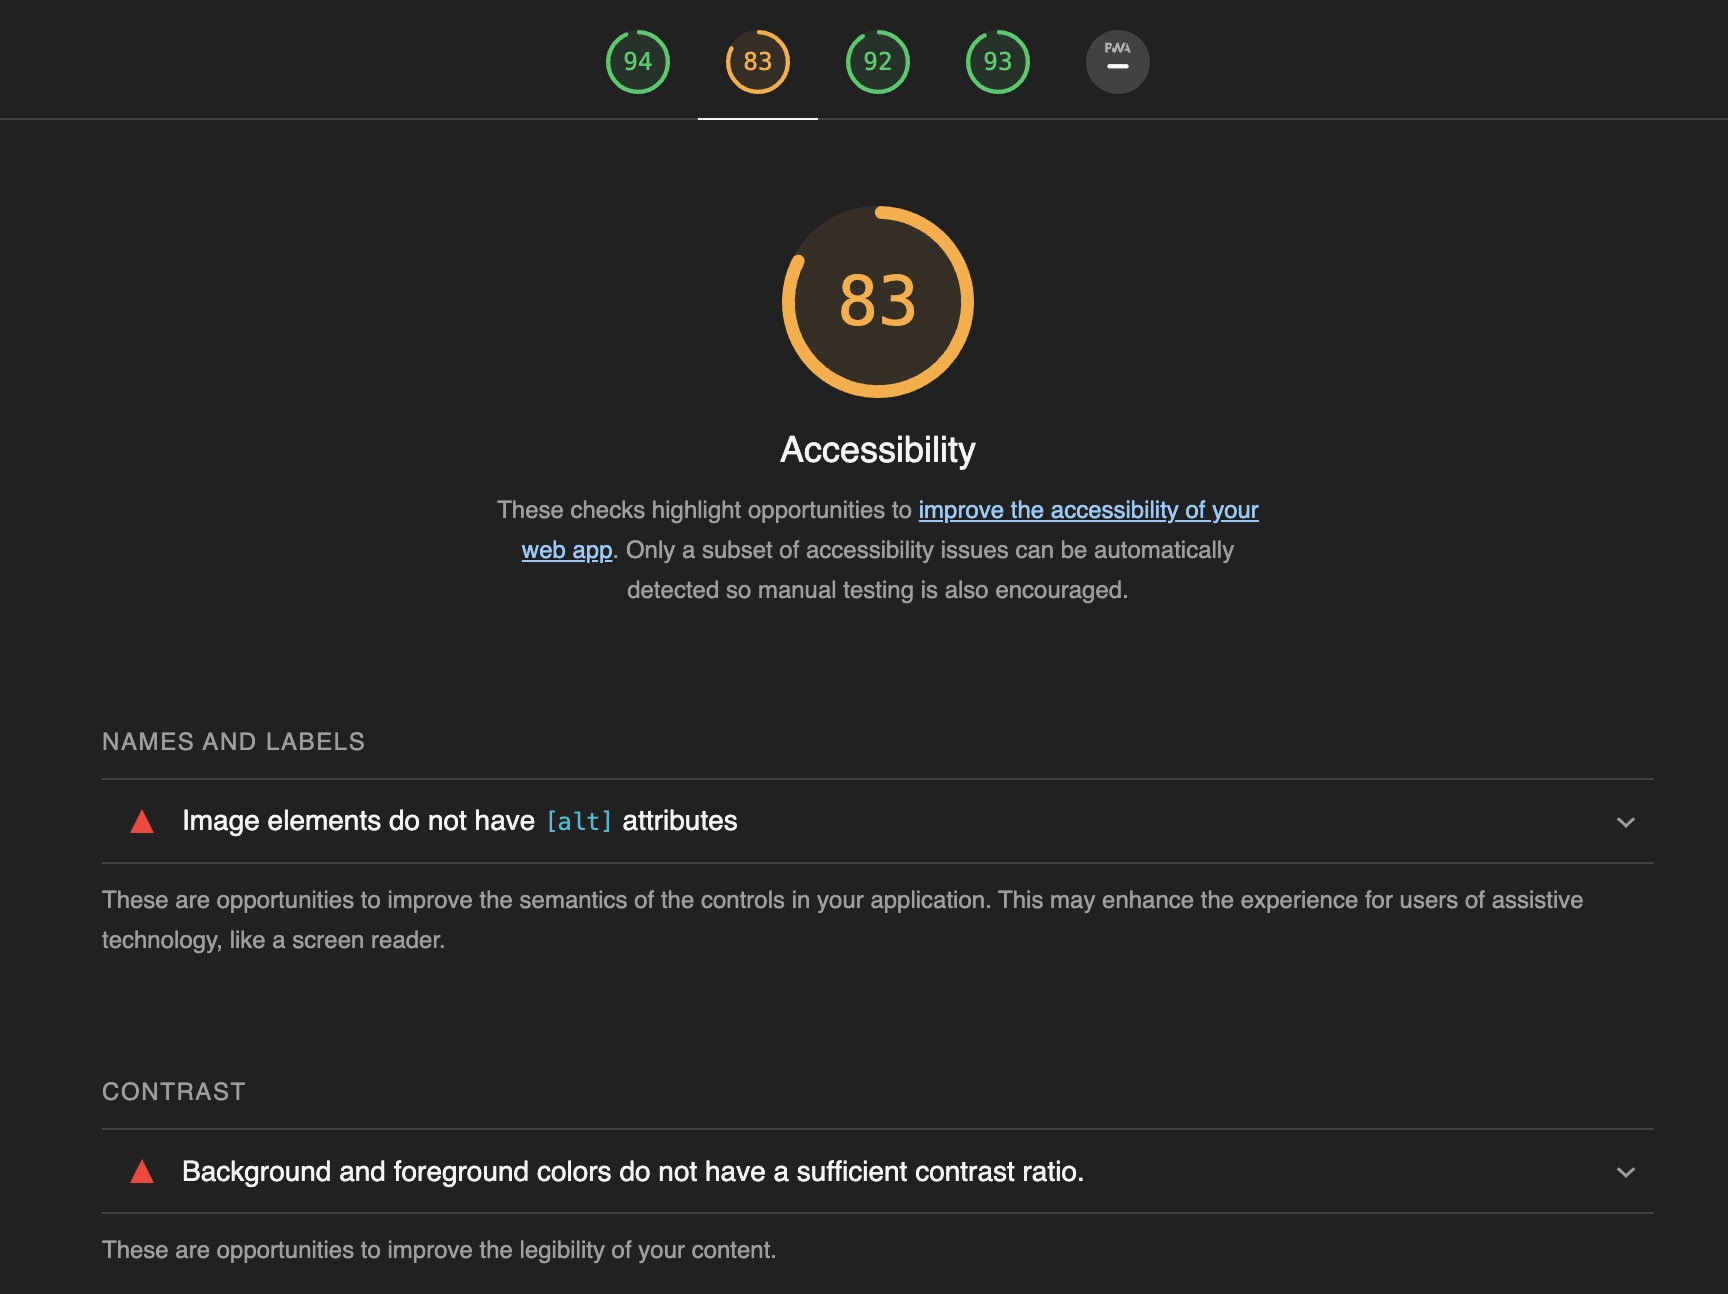 94
83
92
93
PWA
83
Accessibility
These checks highlight opportunities to improve the accessibility of your
web app. Only a subset of accessibility issues can be automatically
detected so manual testing is also encouraged.
NAMES AND LABELS
Image elements do not have [alt] attributes
These are opportunities to improve the semantics of the controls in your application. This may enhance the experience for users of assistive
technology, like a screen reader.
CONTRAST
Background and foreground colors do not have a sufficient contrast ratio.
These are opportunities to improve the legibility of your content.